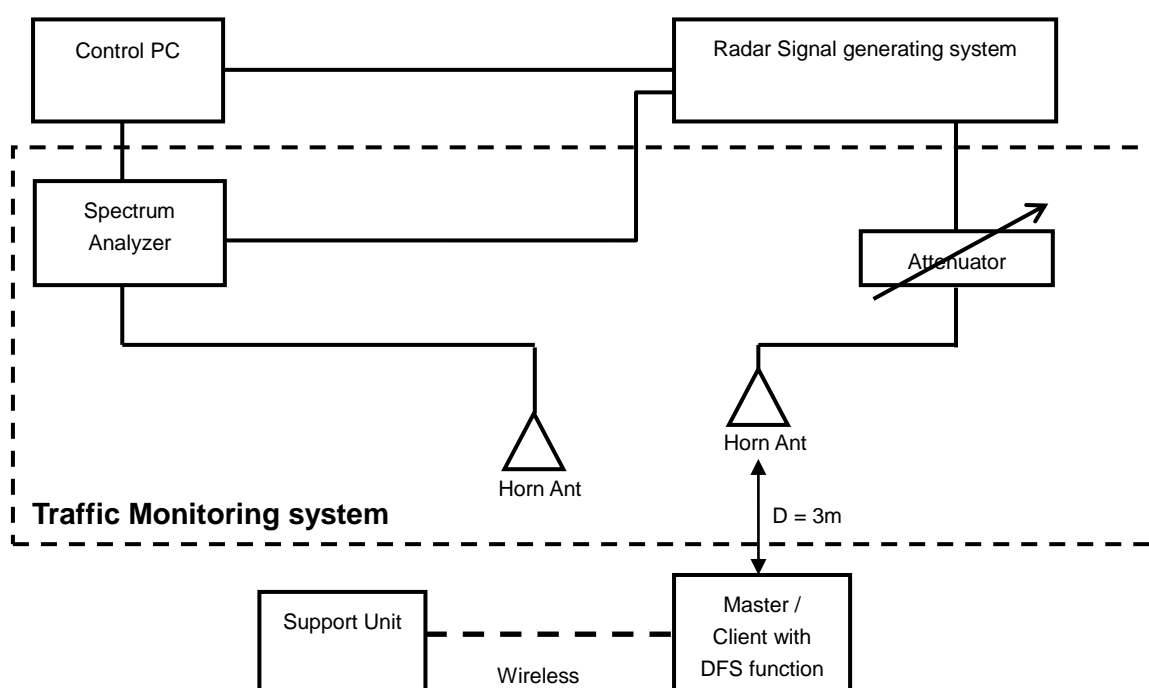 Control PC
Radar Signal generating system
Spectrum
Analyzer
Attenuator
Horn Ant
Horn Ant
Traffic Monitoring system
D = 3m
Support Unit
Wireless
Master /
Client with
DFS function